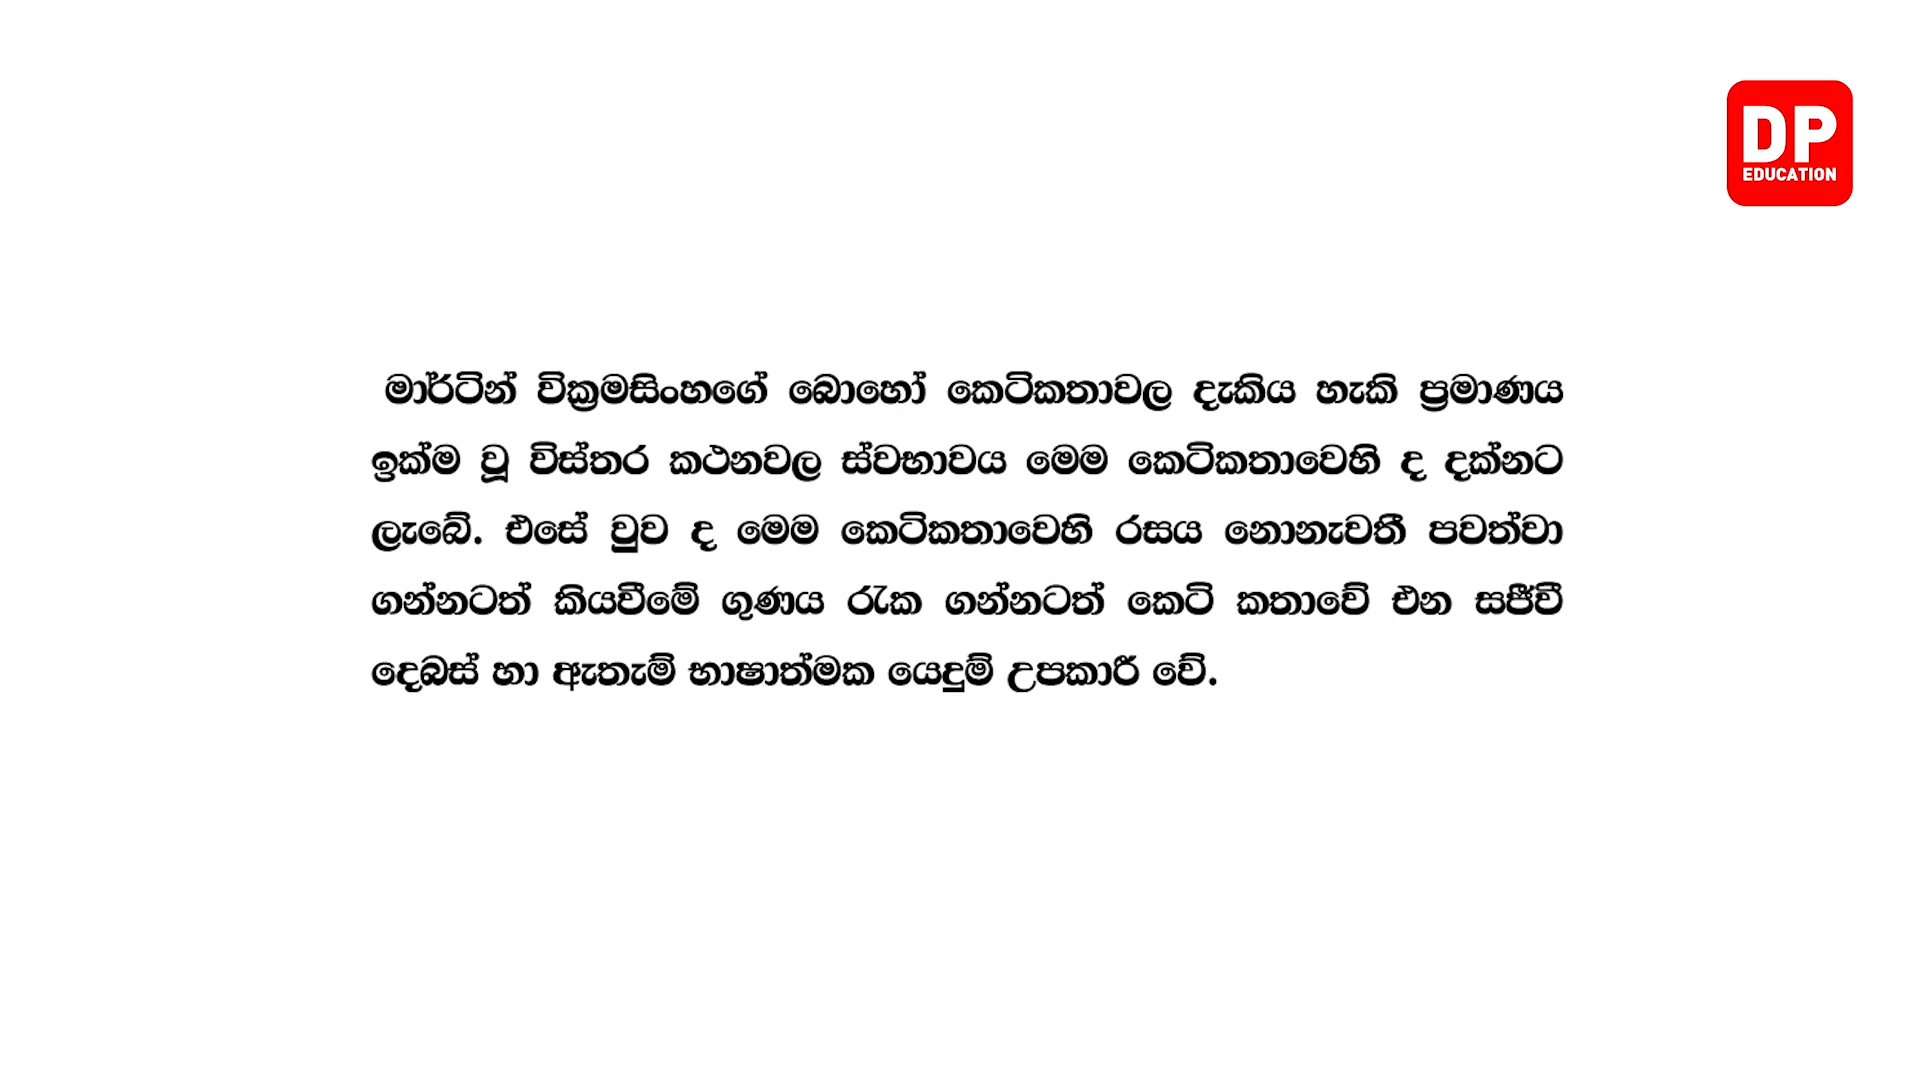 DP
EDUCATION
මාර්ටින් වික්‍රමසිංහගේ බොහෝ කෙටිකතාවල දැකිය හැකි ප්‍රමාණය
ඉක්ම වූ විස්තර කථනවල ස්වභාවය මෙම කෙටිකතාවෙහි ද දක්නට
ලැබේ. එසේ වුව ද මෙම කෙටිකතාවෙහි රසය නොනැවතී පවත්වා
ගන්නටත් කියවීමේ ගුණය රැක ගන්නටත් කෙටි කතාවේ එන සජීවී
දෙබස් හා ඇතැම් භාෂාත්මක යෙදුම් උපකාරී වේ.